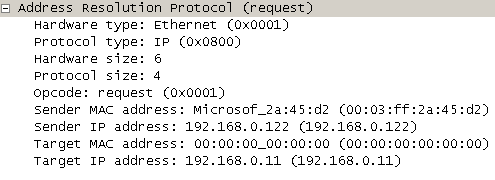 Address Resolution Protocol (request)
Hardware type: Ethernet (0x0001)
Protocol type: IP (0x0800)
Hardware size: 6
Protocol size: 4
Opcode: request (0x0001)
Sender MAC address: Microsof_2a:45:d2 (00:03:ff:2a:45:d2)
Sender IP address: 192.168.0.122 (192.168.0.122)
Target MAC address: 00:00:00_00:00:00 (00:00:00:00:00:00)
Target IP address: 192.168.0.11 (192.168.0.11)